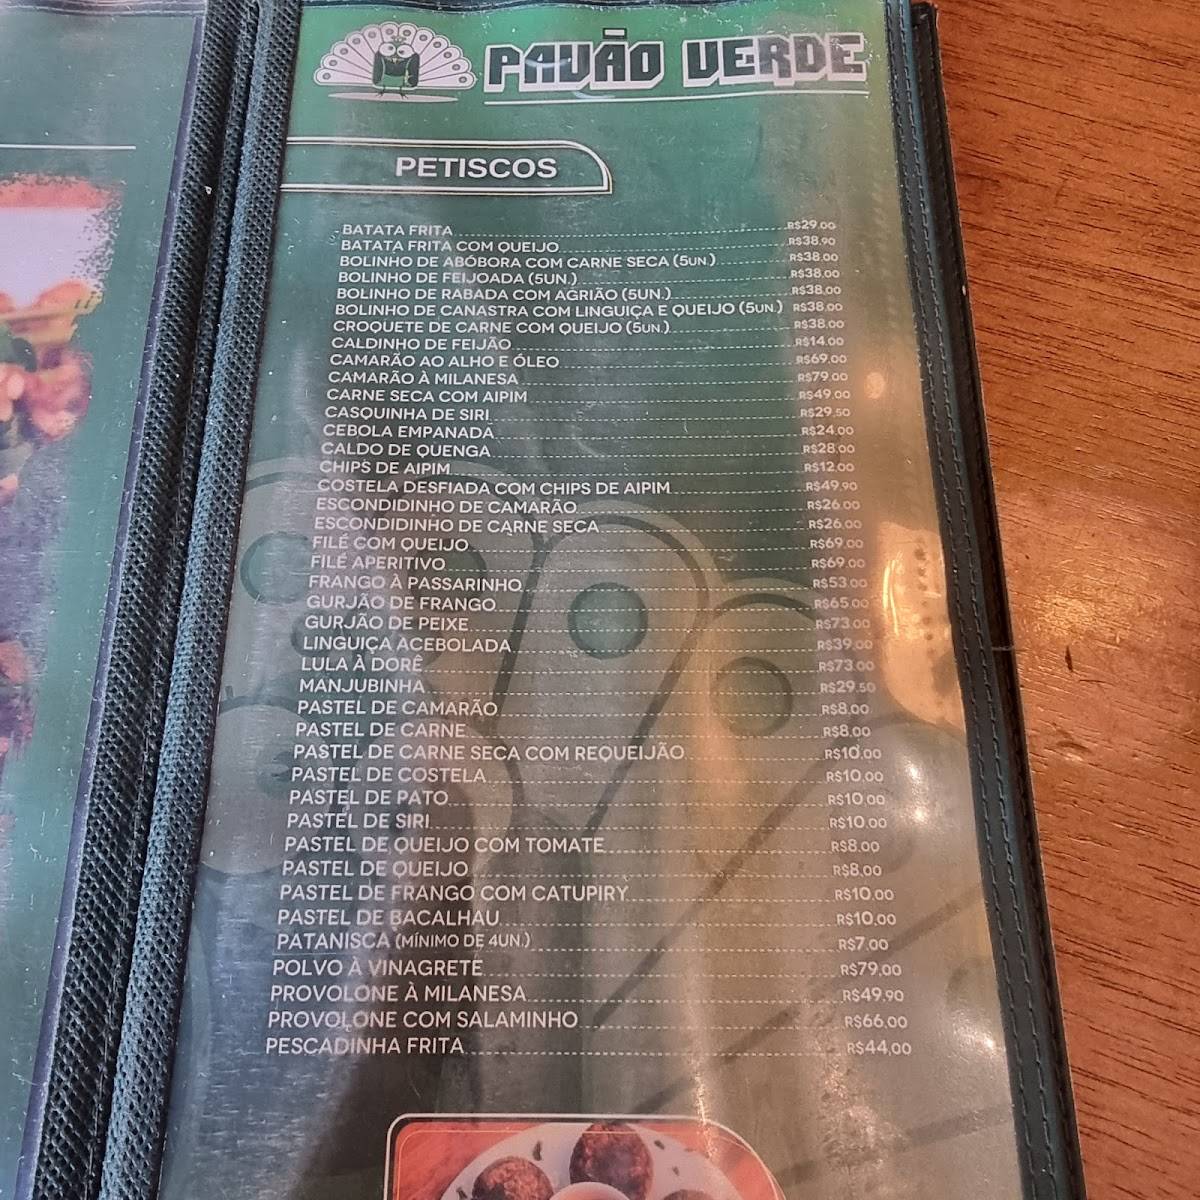 PAVÃO VERDE
PETISCOS
BATATA FRITA R$29,00
BATATA FRITA COM QUEIJO R$38,90
BOLINHO DE ABÓBORA COM CARNE SECA (5UN.) R$38,00
BOLINHO DE FEIJOADA (5UN.) R$38,00
BOLINHO DE RABADA COM AGRIÃO (5UN.) R$38,00
BOLINHO DE CANASTRA COM LINGUIÇA E QUEIJO (5UN.) R$38,00
CROQUETE DE CARNE COM QUEIJO (5UN.) R$38,00
CALDINHO DE FEIJÃO R$14,00
CAMARÃO AO ALHO E ÓLEO R$69,00
CAMARÃO À MILANESA R$79,00
CARNE SECA COM AIPIM R$49,00
CASQUINHA DE SIRI R$29,50
CEBOLA EMPANADA R$24,00
CALDO DE QUENGA R$28,00
CHIPS DE AIPIM R$12,00
COSTELA DESFIADA COM CHIPS DE AIPIM R$49,90
ESCONDIDINHO DE CAMARÃO R$26,00
ESCONDIDINHO DE CARNE SECA R$26,00
FILÉ COM QUEIJO R$69,00
FILÉ APERITIVO R$69,00
FRANGO À PASSARINHO R$53,00
GURJÃO DE FRANGO R$65,00
GURJÃO DE PEIXE R$73,00
LINGUIÇA ACEBOLADA R$39,00
LULA À DORÊ R$73,00
MANJUBINHA R$29,50
PASTEL DE CAMARÃO R$8,00
PASTEL DE CARNE R$8,00
PASTEL DE CARNE SECA COM REQUEIJÃO R$10,00
PASTEL DE COSTELA R$10,00
PASTEL DE PATO R$10,00
PASTEL DE SIRI R$10,00
PASTEL DE QUEIJO COM TOMATE R$8,00
PASTEL DE QUEIJO R$8,00
PASTEL DE FRANGO COM CATUPIRY R$10,00
PASTEL DE BACALHAU R$10,00
PATANISCA (MÍNIMO DE 4UN.) R$7,00
POLVO À VINAGRETE R$79,00
PROVOLONE À MILANESA R$49,90
PROVOLONE COM SALAMINHO R$66,00
PESCADINHA FRITA R$44,00